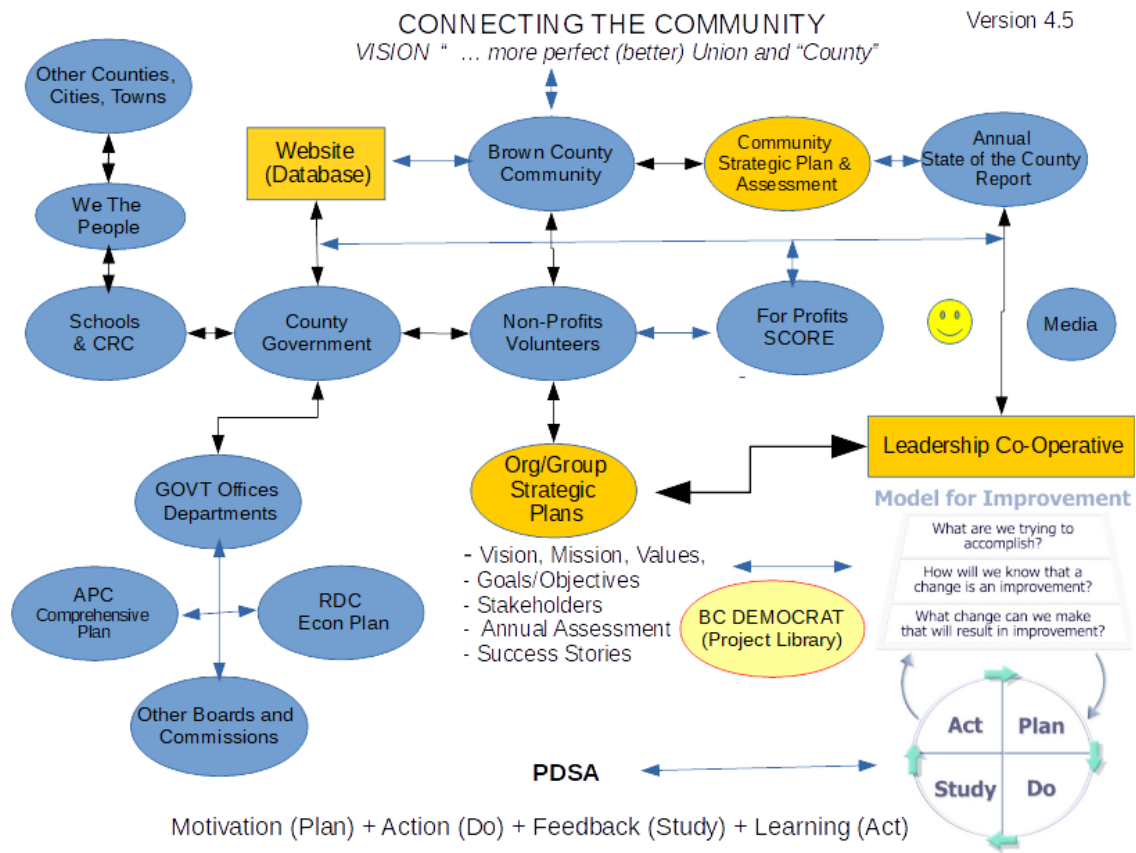 CONNECTING THE COMMUNITY
Version 4.5
VISION “ … more perfect (better) Union and “County”
Other Counties,
Cities, Towns
Website
(Database)
Brown County
Community
Community
Strategic Plan &
Assessment
Annual
State of the County
Report
We The
People
Schools
& CRC
County
Government
Non-Profits
Volunteers
For Profits
SCORE
Media
Leadership Co-Operative
GOVT Offices
Departments
Org/Group
Strategic
Plans
- Vision, Mission, Values,
- Goals/Objectives
- Stakeholders
- Annual Assessment
- Success Stories
APC
Comprehensive
Plan
RDC
Econ Plan
Other Boards and
Commissions
BC DEMOCRAT
(Project Library)
Model for Improvement
What are we trying to
accomplish?
How will we know that a
change is an improvement?
What change can we make
that will result in improvement?
Act
Plan
Study
Do
PDSA
Motivation (Plan) + Action (Do) + Feedback (Study) + Learning (Act)